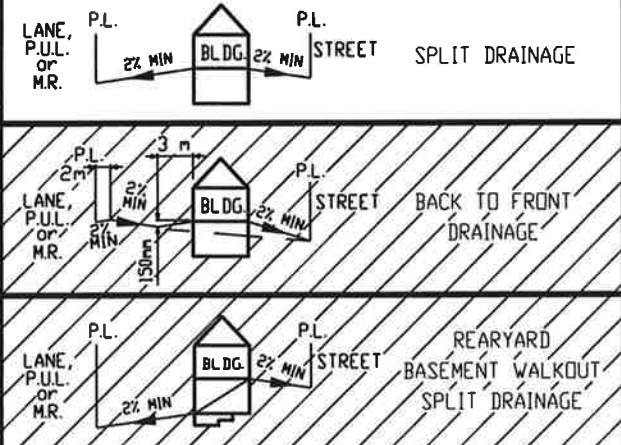 P.L.
P.L.
LANE,
P.U.L.
or
M.R.
2% MIN
BLDG.
2% MIN
STREET
SPLIT DRAINAGE
3 m
P.L.
2m
P.L.
LANE,
P.U.L.
or
M.R.
2%
MIN
2%
MIN
150mm
BLDG.
2% MIN
STREET
BACK TO FRONT
DRAINAGE
P.L.
P.L.
LANE,
P.U.L.
or
M.R.
2% MIN
BLDG.
2% MIN
STREET
REARYARD
BASEMENT WALKOUT
SPLIT DRAINAGE